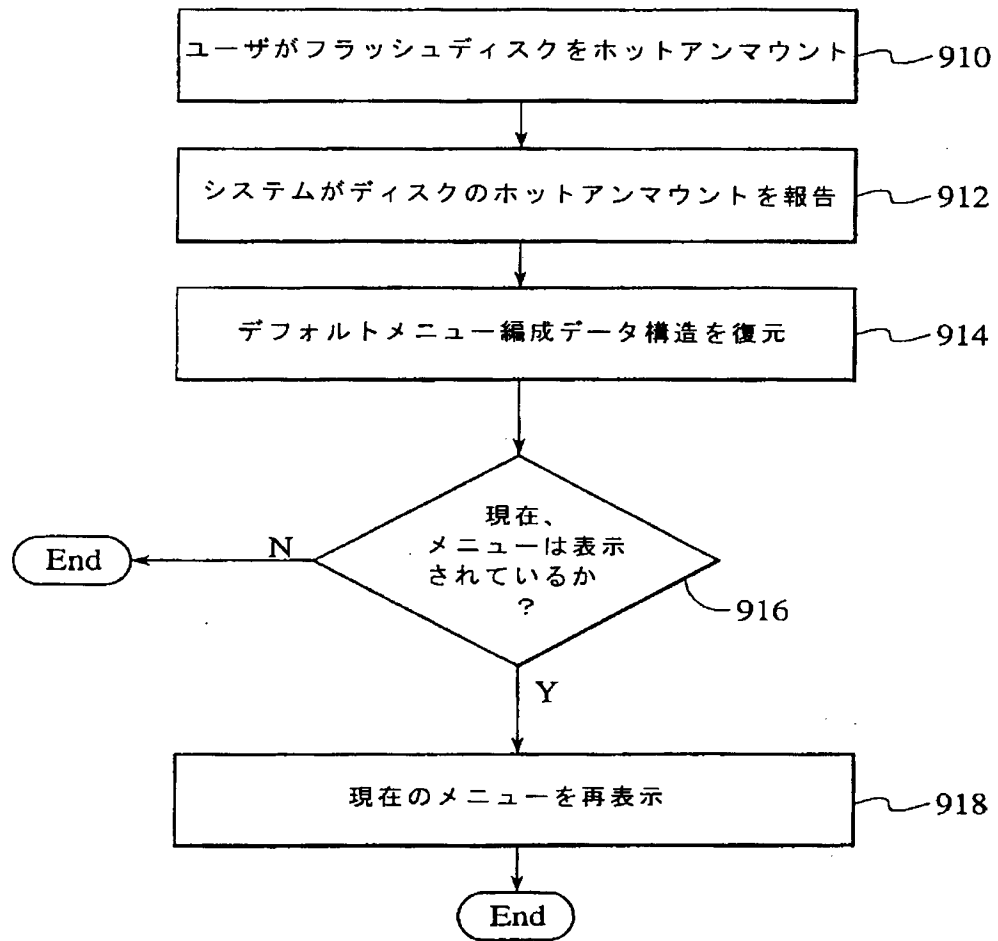 ユーザがフラッシュディスクをホットアンマウント
910
システムがディスクのホットアンマウントを報告
912
デフォルトメニュー編成データ構造を復元
914
現在、
メニューは表示
されているか
?
916
N
End
Y
現在のメニューを再表示
918
End